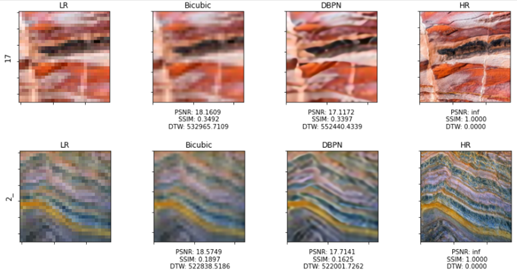 LR Bicubic DBPN HR
17
PSNR: 18.1609 PSNR: 17.1172 PSNR: inf
SSIM: 0.3492 SSIM: 0.3397 SSIM: 1.0000
DTW: 532965.7109 DTW: 552440.4339 DTW: 0.0000
LR Bicubic DBPN HR
2_
PSNR: 18.5749 PSNR: 17.7141 PSNR: inf
SSIM: 0.1897 SSIM: 0.1625 SSIM: 1.0000
DTW: 522838.5186 DTW: 522001.7262 DTW: 0.0000